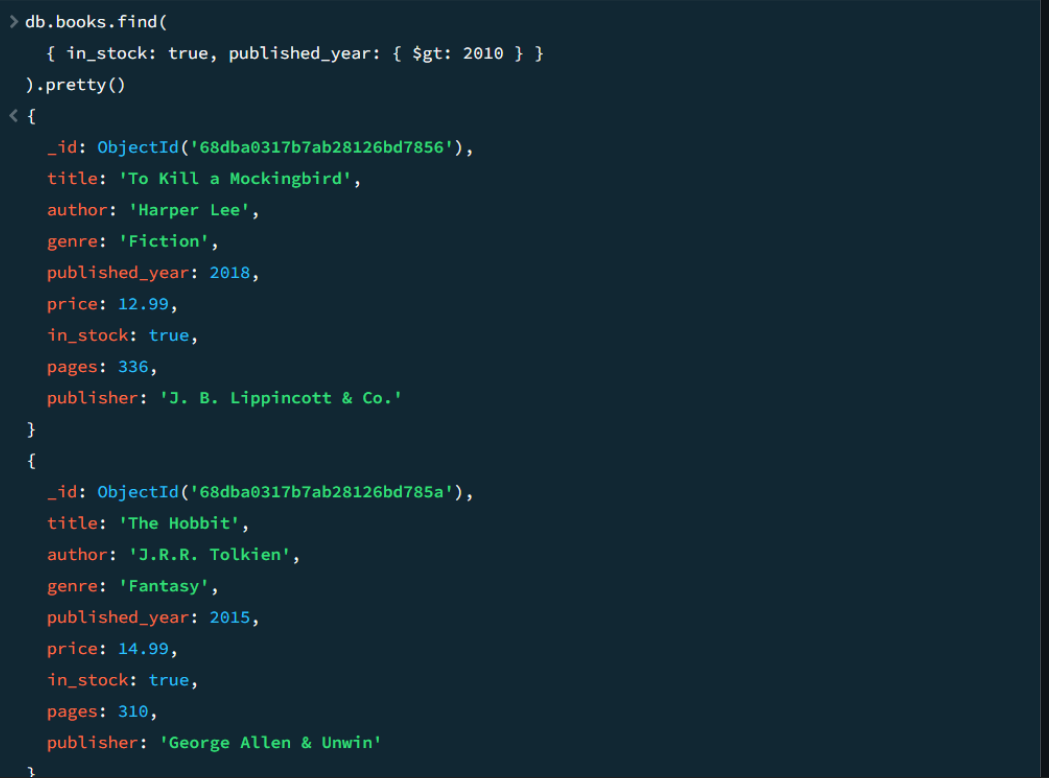 > db.books.find(
{ in_stock: true, published_year: { $gt: 2010 } }
).pretty()
< {
_id: ObjectId('68dba0317b7ab28126bd7856'),
title: 'To Kill a Mockingbird',
author: 'Harper Lee',
genre: 'Fiction',
published_year: 2018,
price: 12.99,
in_stock: true,
pages: 336,
publisher: 'J. B. Lippincott & Co.'
}
{
_id: ObjectId('68dba0317b7ab28126bd785a'),
title: 'The Hobbit',
author: 'J.R.R. Tolkien',
genre: 'Fantasy',
published_year: 2015,
price: 14.99,
in_stock: true,
pages: 310,
publisher: 'George Allen & Unwin'
}